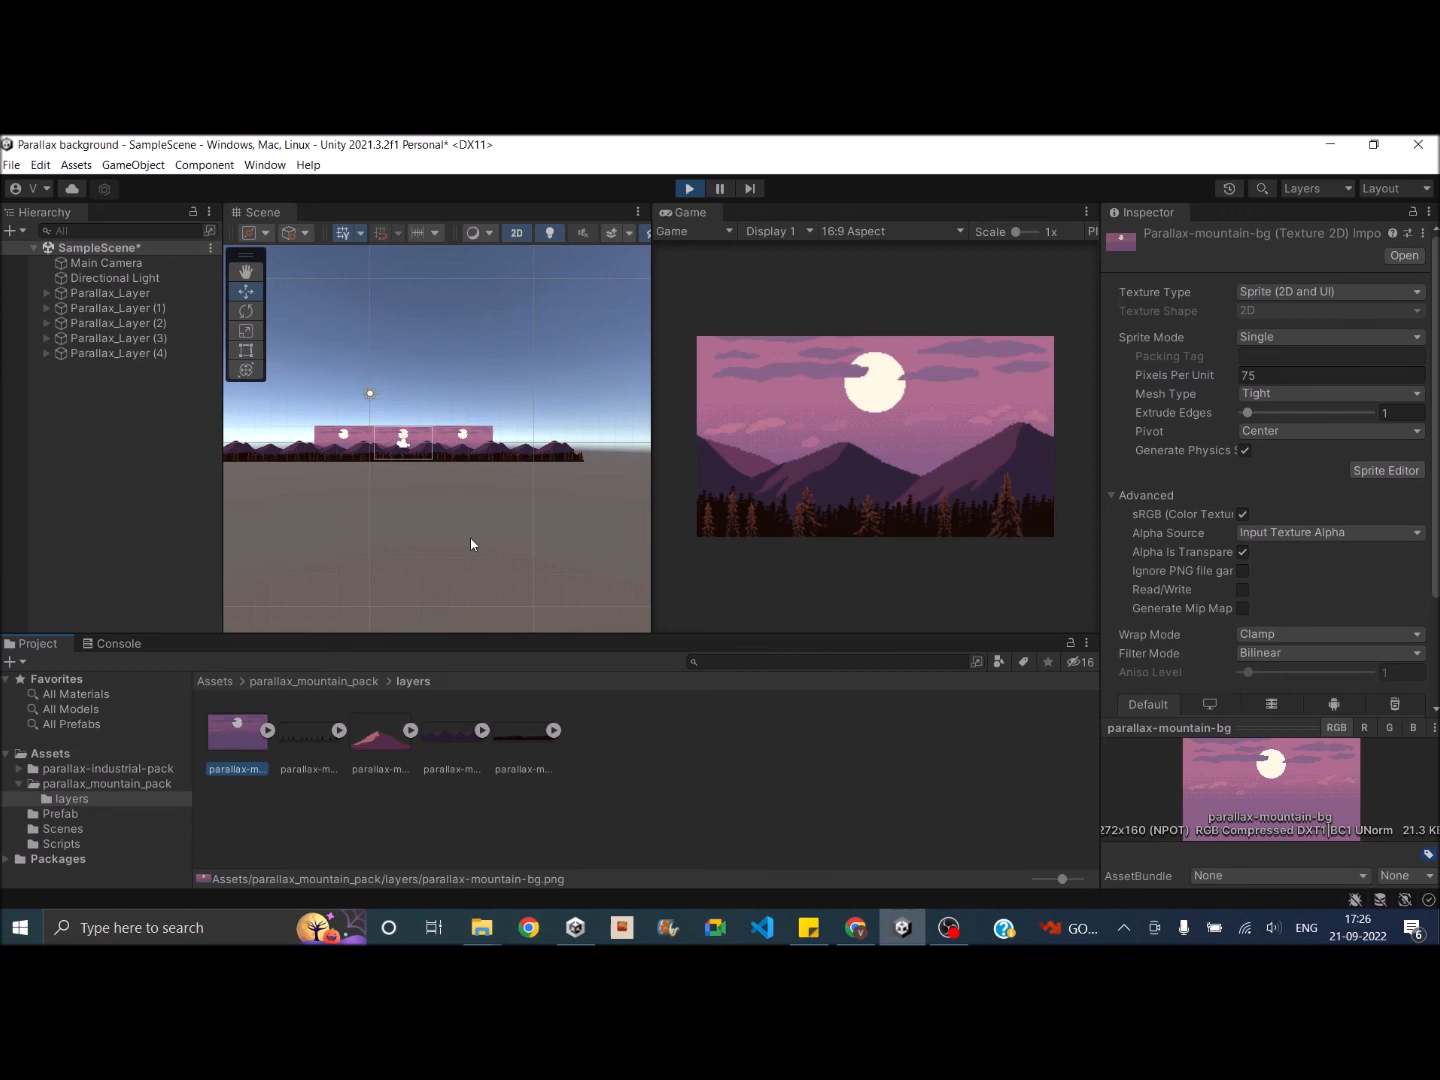 Parallax background - SampleScene - Windows, Mac, Linux - Unity 2021.3.2f1 Personal* <DX11>
File Edit Assets GameObject Component Window Help
V Layers Layout
Hierarchy
All
SampleScene*
Main Camera
Directional Light
Parallax_Layer
Parallax_Layer (1)
Parallax_Layer (2)
Parallax_Layer (3)
Parallax_Layer (4)
Scene
2D
Game
Game Display 1 16:9 Aspect Scale 1x Pl
Inspector
Parallax-mountain-bg (Texture 2D) Impo
Open
Texture Type Sprite (2D and UI)
Texture Shape 2D
Sprite Mode Single
Packing Tag
Pixels Per Unit 75
Mesh Type Tight
Extrude Edges 1
Pivot Center
Generate Physics S
Sprite Editor
Advanced
sRGB (Color Textur
Alpha Source Input Texture Alpha
Alpha Is Transpare
Ignore PNG file gar
Read/Write
Generate Mip Map
Wrap Mode Clamp
Filter Mode Bilinear
Aniso Level 1
Default
parallax-mountain-bg RGB R G B
parallax-mountain-bg
272x160 (NPOT) RGB Compressed DXT1|BC1 UNorm 21.3 KB
AssetBundle None None
Project Console
16
Favorites
All Materials
All Models
All Prefabs
Assets
parallax-industrial-pack
parallax_mountain_pack
layers
Prefab
Scenes
Scripts
Packages
Assets > parallax_mountain_pack > layers
parallax-m... parallax-m... parallax-m... parallax-m... parallax-m...
Assets/parallax_mountain_pack/layers/parallax-mountain-bg.png
Type here to search
GO...
ENG
17:26
21-09-2022
6